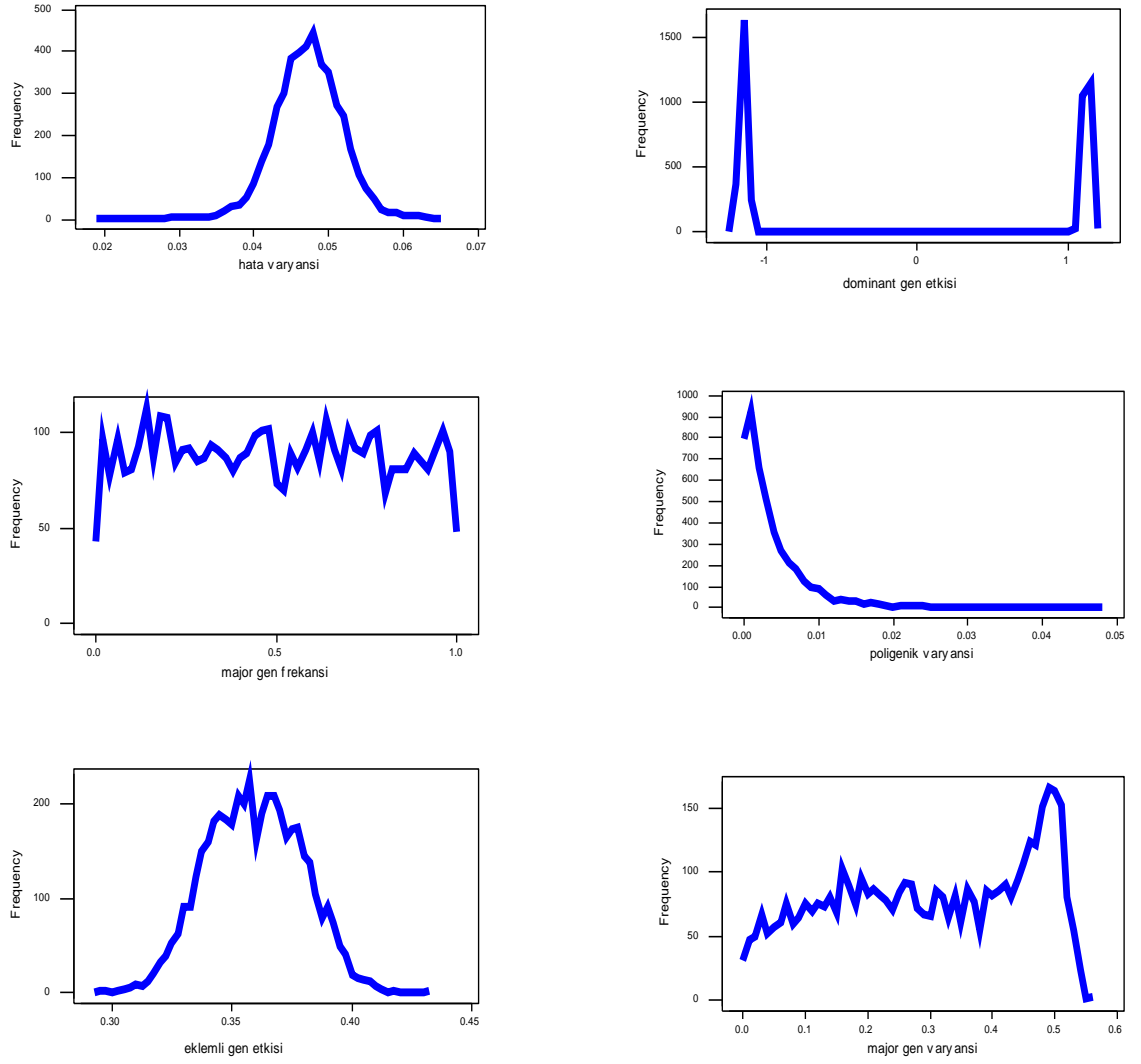 500
400
300
200
100
0
Frequency
0.02 0.03 0.04 0.05 0.06 0.07
hata varyansi
1500
1000
500
0
Frequency
-1 0 1
dominant gen etkisi
100
50
0
Frequency
0.0 0.5 1.0
major gen frekansi
1000
900
800
700
600
500
400
300
200
100
0
Frequency
0.00 0.01 0.02 0.03 0.04 0.05
poligenik varyansi
200
100
0
Frequency
0.30 0.35 0.40 0.45
eklemli gen etkisi
150
100
50
0
Frequency
0.0 0.1 0.2 0.3 0.4 0.5 0.6
major gen varyansi